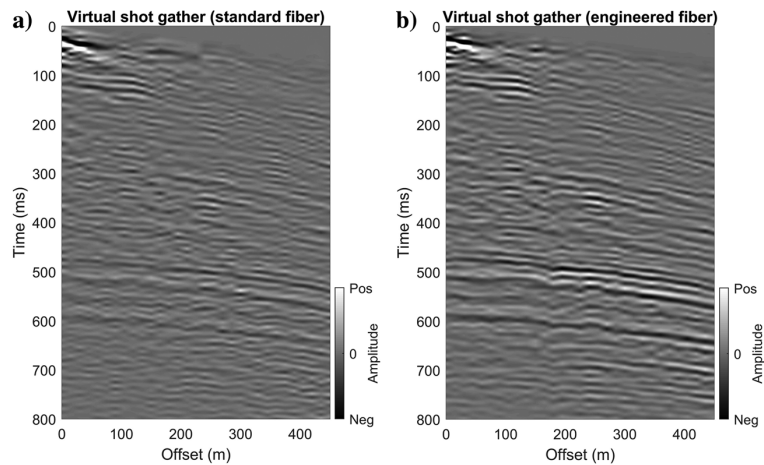 a) Virtual shot gather (standard fiber)
0
100
200
300
400
500
600
700
800
Time (ms)
0 100 200 300 400
Offset (m)
Pos
0
Neg
Amplitude
b) Virtual shot gather (engineered fiber)
0
100
200
300
400
500
600
700
800
Time (ms)
0 100 200 300 400
Offset (m)
Pos
0
Neg
Amplitude